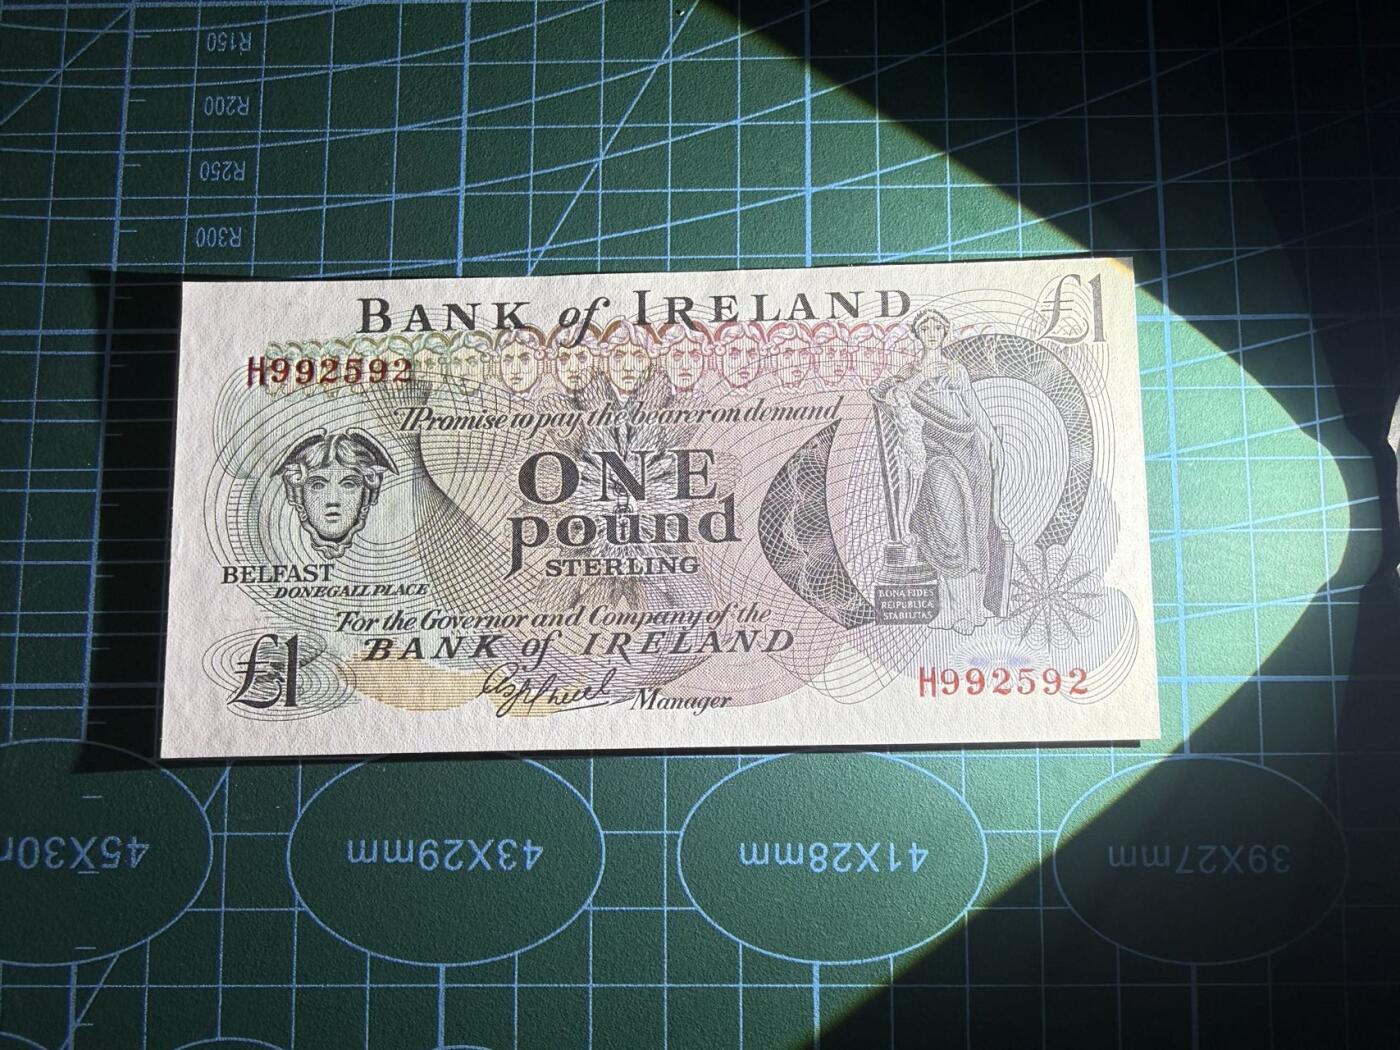 R150
R200
R250
R300
BANK of IRELAND
£1
H992592
I Promise to pay the bearer on demand
ONE
pound
STERLING
BELFAST
DONEGALL PLACE
BONA FIDES
REIPUBLICÆ
STABILITAS
For the Governor and Company of the
BANK of IRELAND
£1
Manager
H992592
43X29mm
41X28mm
39X27mm